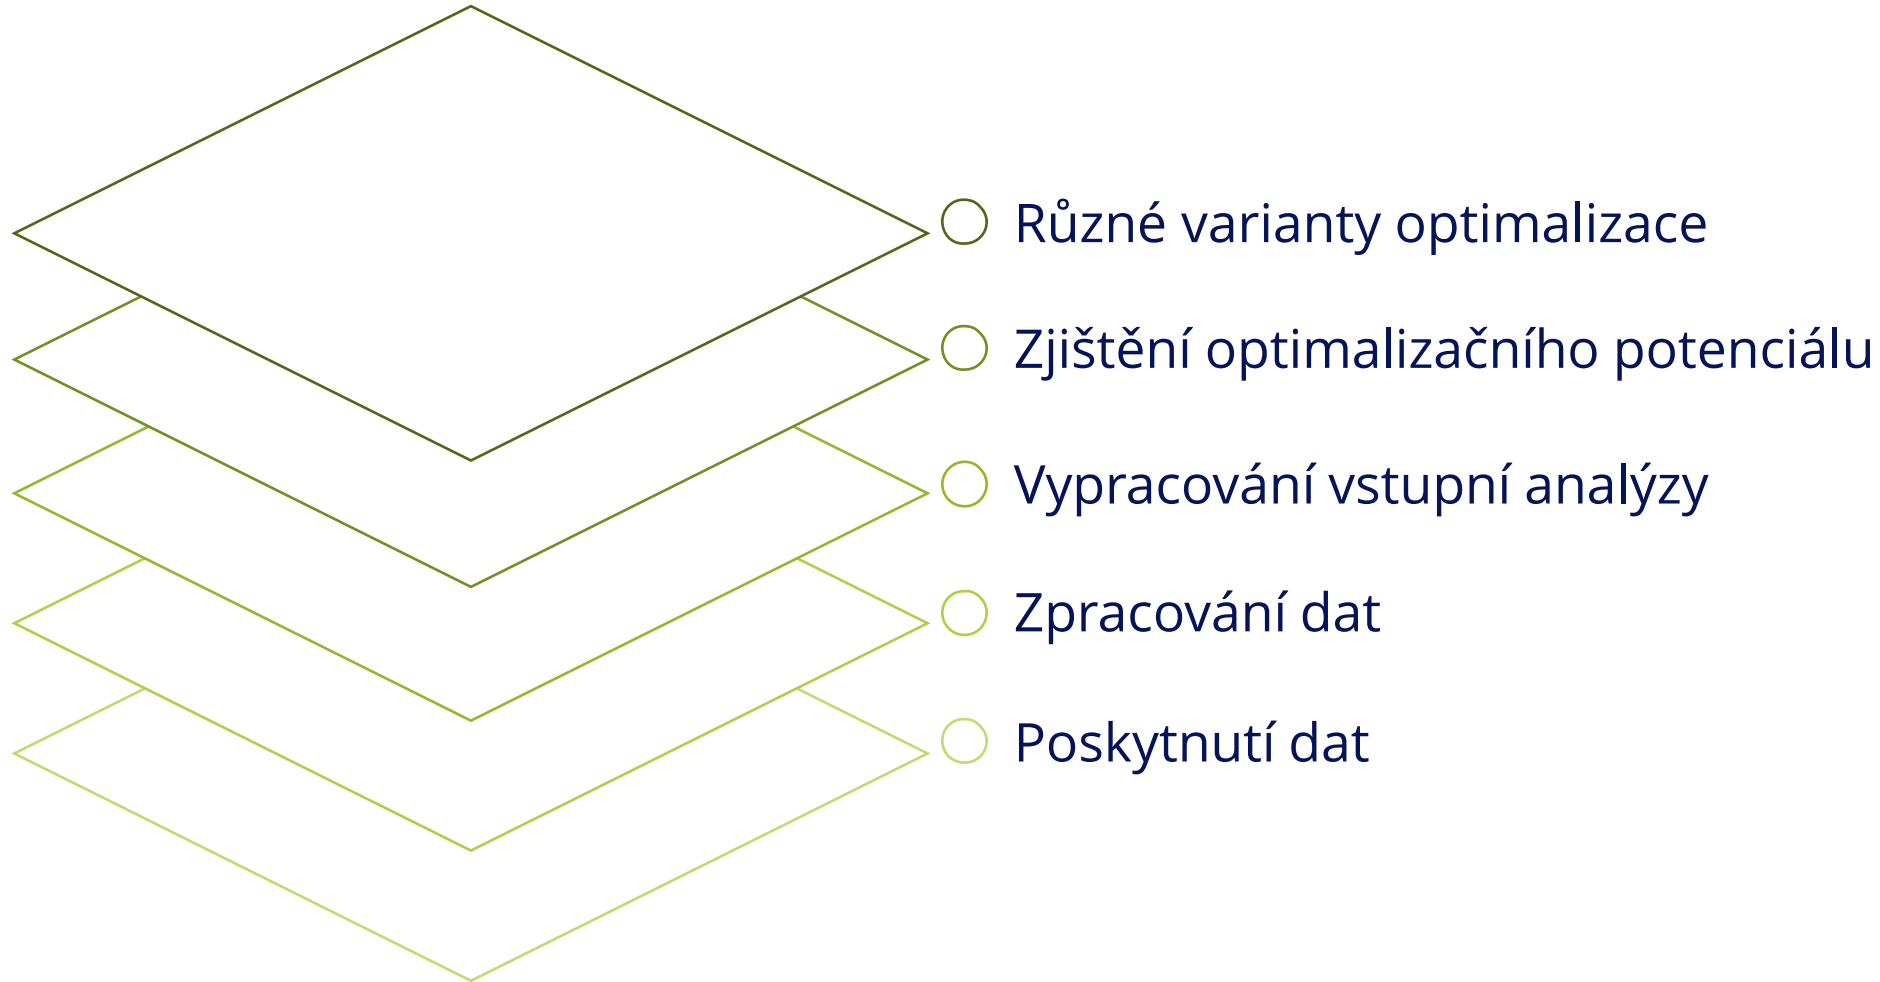 Různé varianty optimalizace
Zjištění optimalizačního potenciálu
Vypracování vstupní analýzy
Zpracování dat
Poskytnutí dat